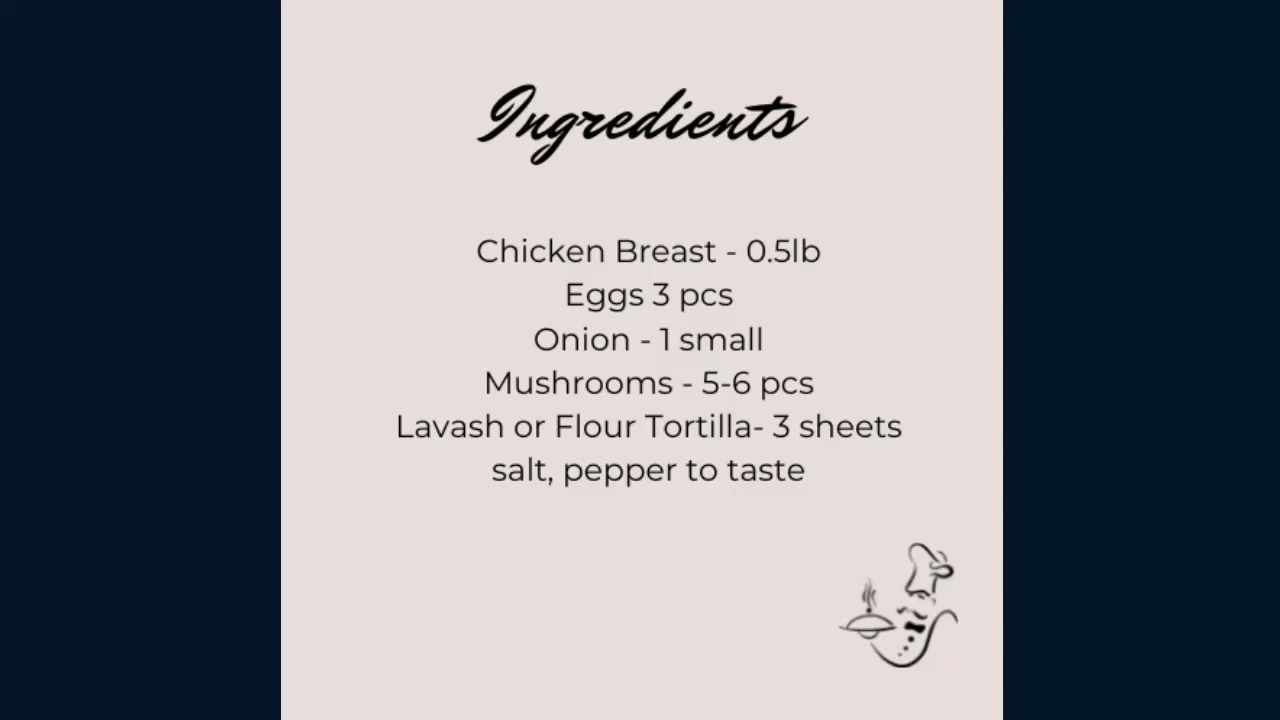 Ingredients
Chicken Breast - 0.5lb
Eggs 3 pcs
Onion - 1 small
Mushrooms - 5-6 pcs
Lavash or Flour Tortilla- 3 sheets
salt, pepper to taste